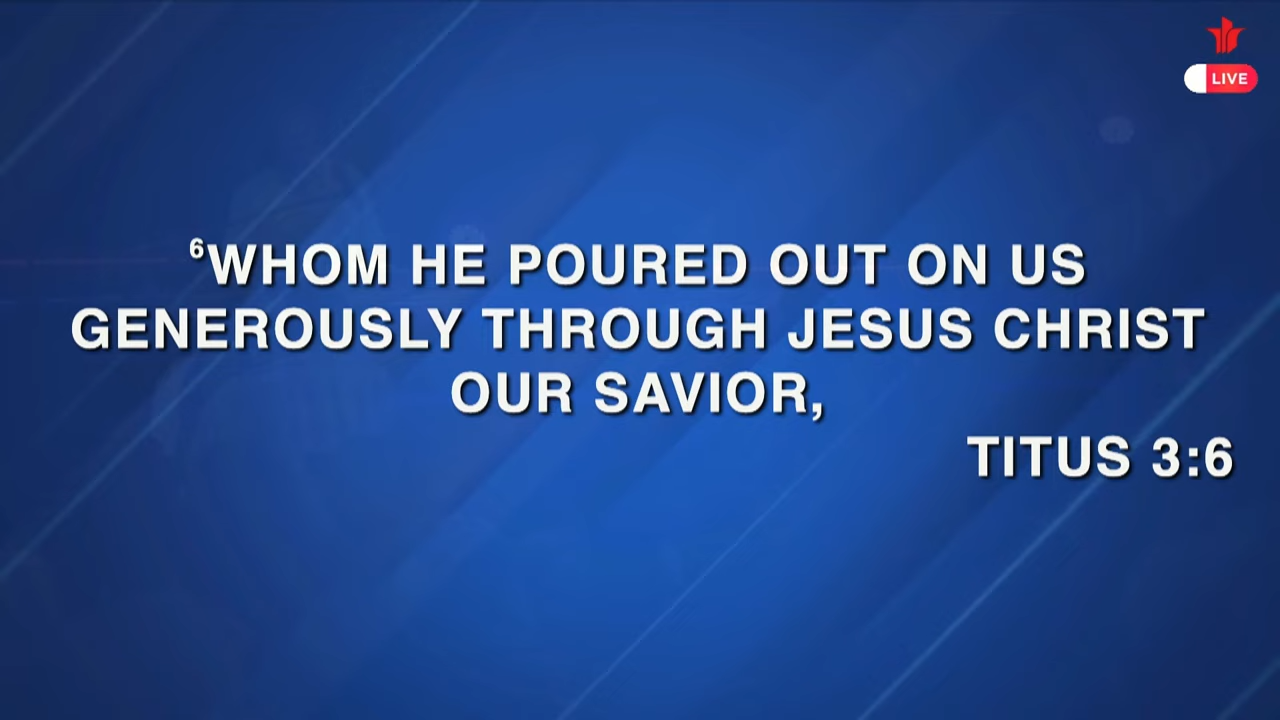 LIVE
⁶WHOM HE POURED OUT ON US
GENEROUSLY THROUGH JESUS CHRIST
OUR SAVIOR,
TITUS 3:6